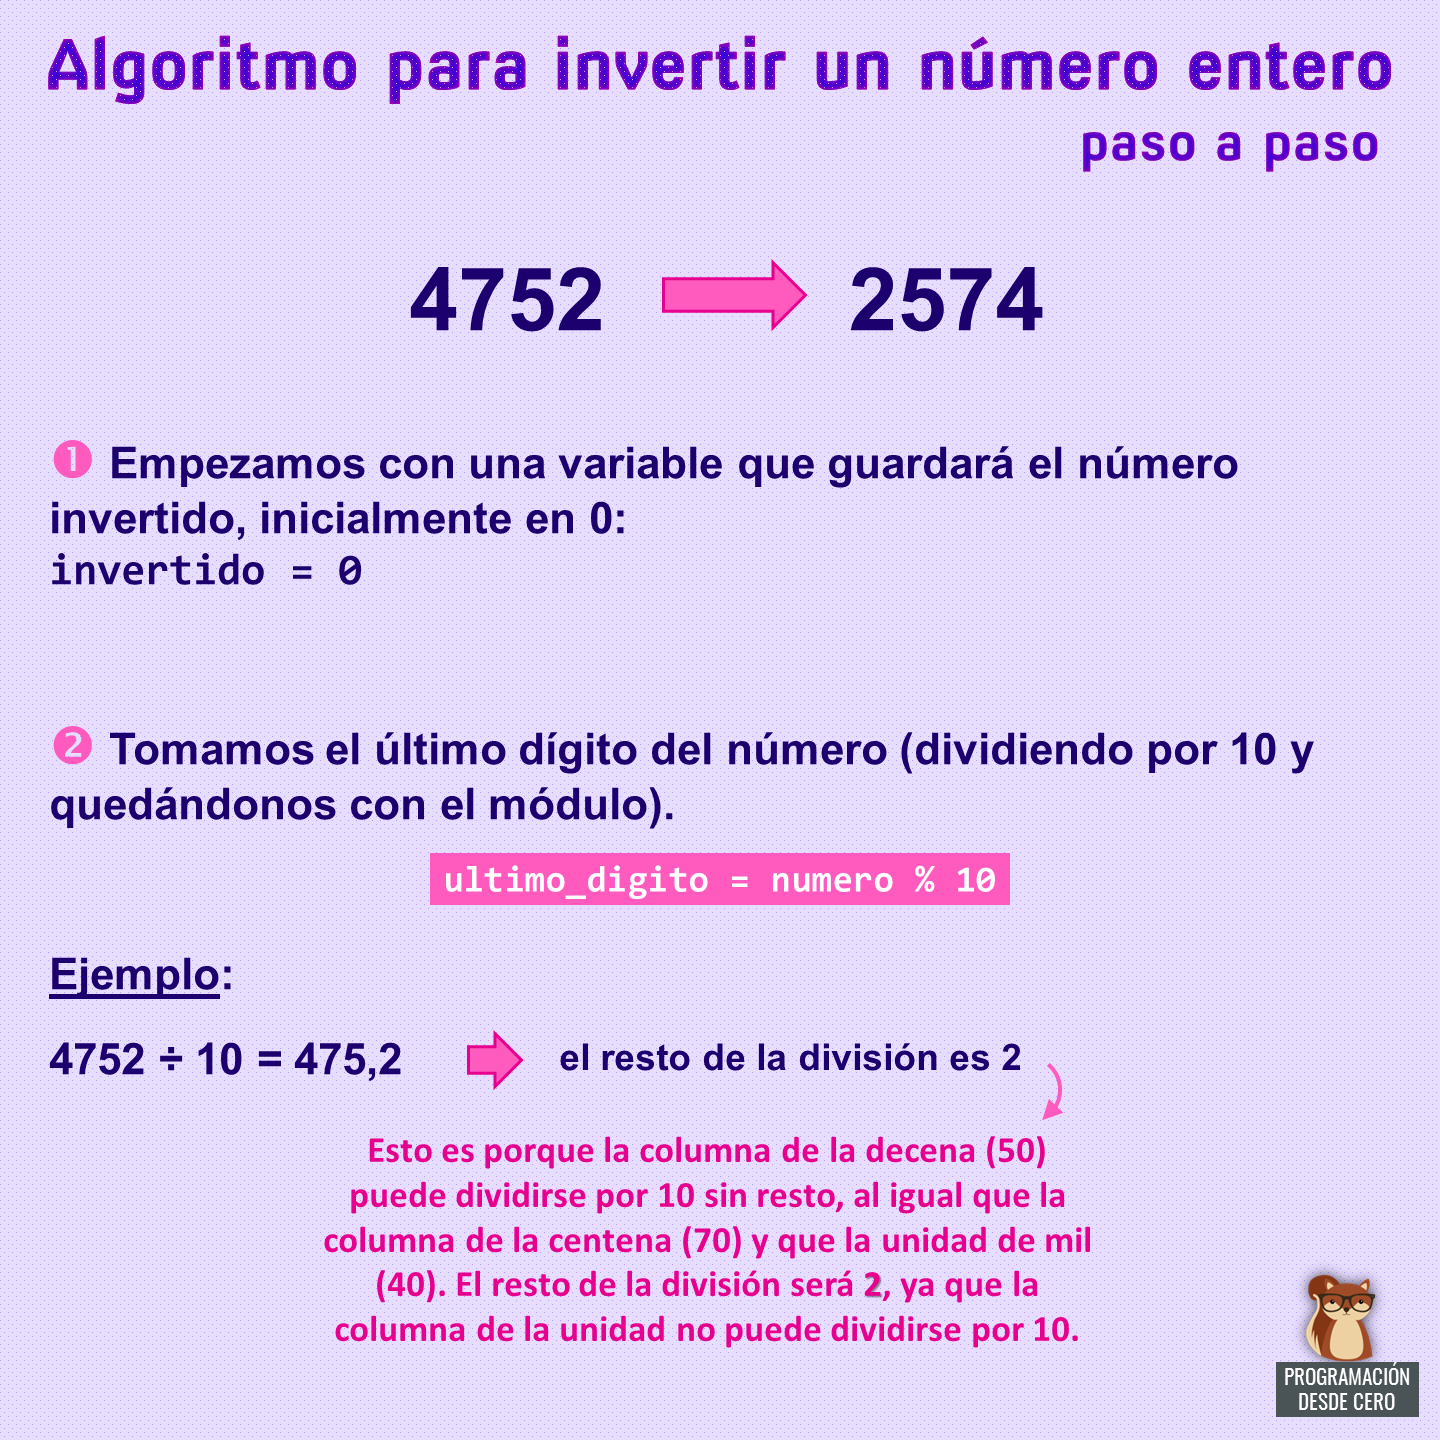 Algoritmo para invertir un número entero
paso a paso
4752 2574
❶ Empezamos con una variable que guardará el número
invertido, inicialmente en 0:
invertido = 0
❷ Tomamos el último dígito del número (dividiendo por 10 y
quedándonos con el módulo).
ultimo_digito = numero % 10
Ejemplo:
4752 ÷ 10 = 475,2 el resto de la división es 2
Esto es porque la columna de la decena (50)
puede dividirse por 10 sin resto, al igual que la
columna de la centena (70) y que la unidad de mil
(40). El resto de la división será 2, ya que la
columna de la unidad no puede dividirse por 10.
PROGRAMACIÓN
DESDE CERO